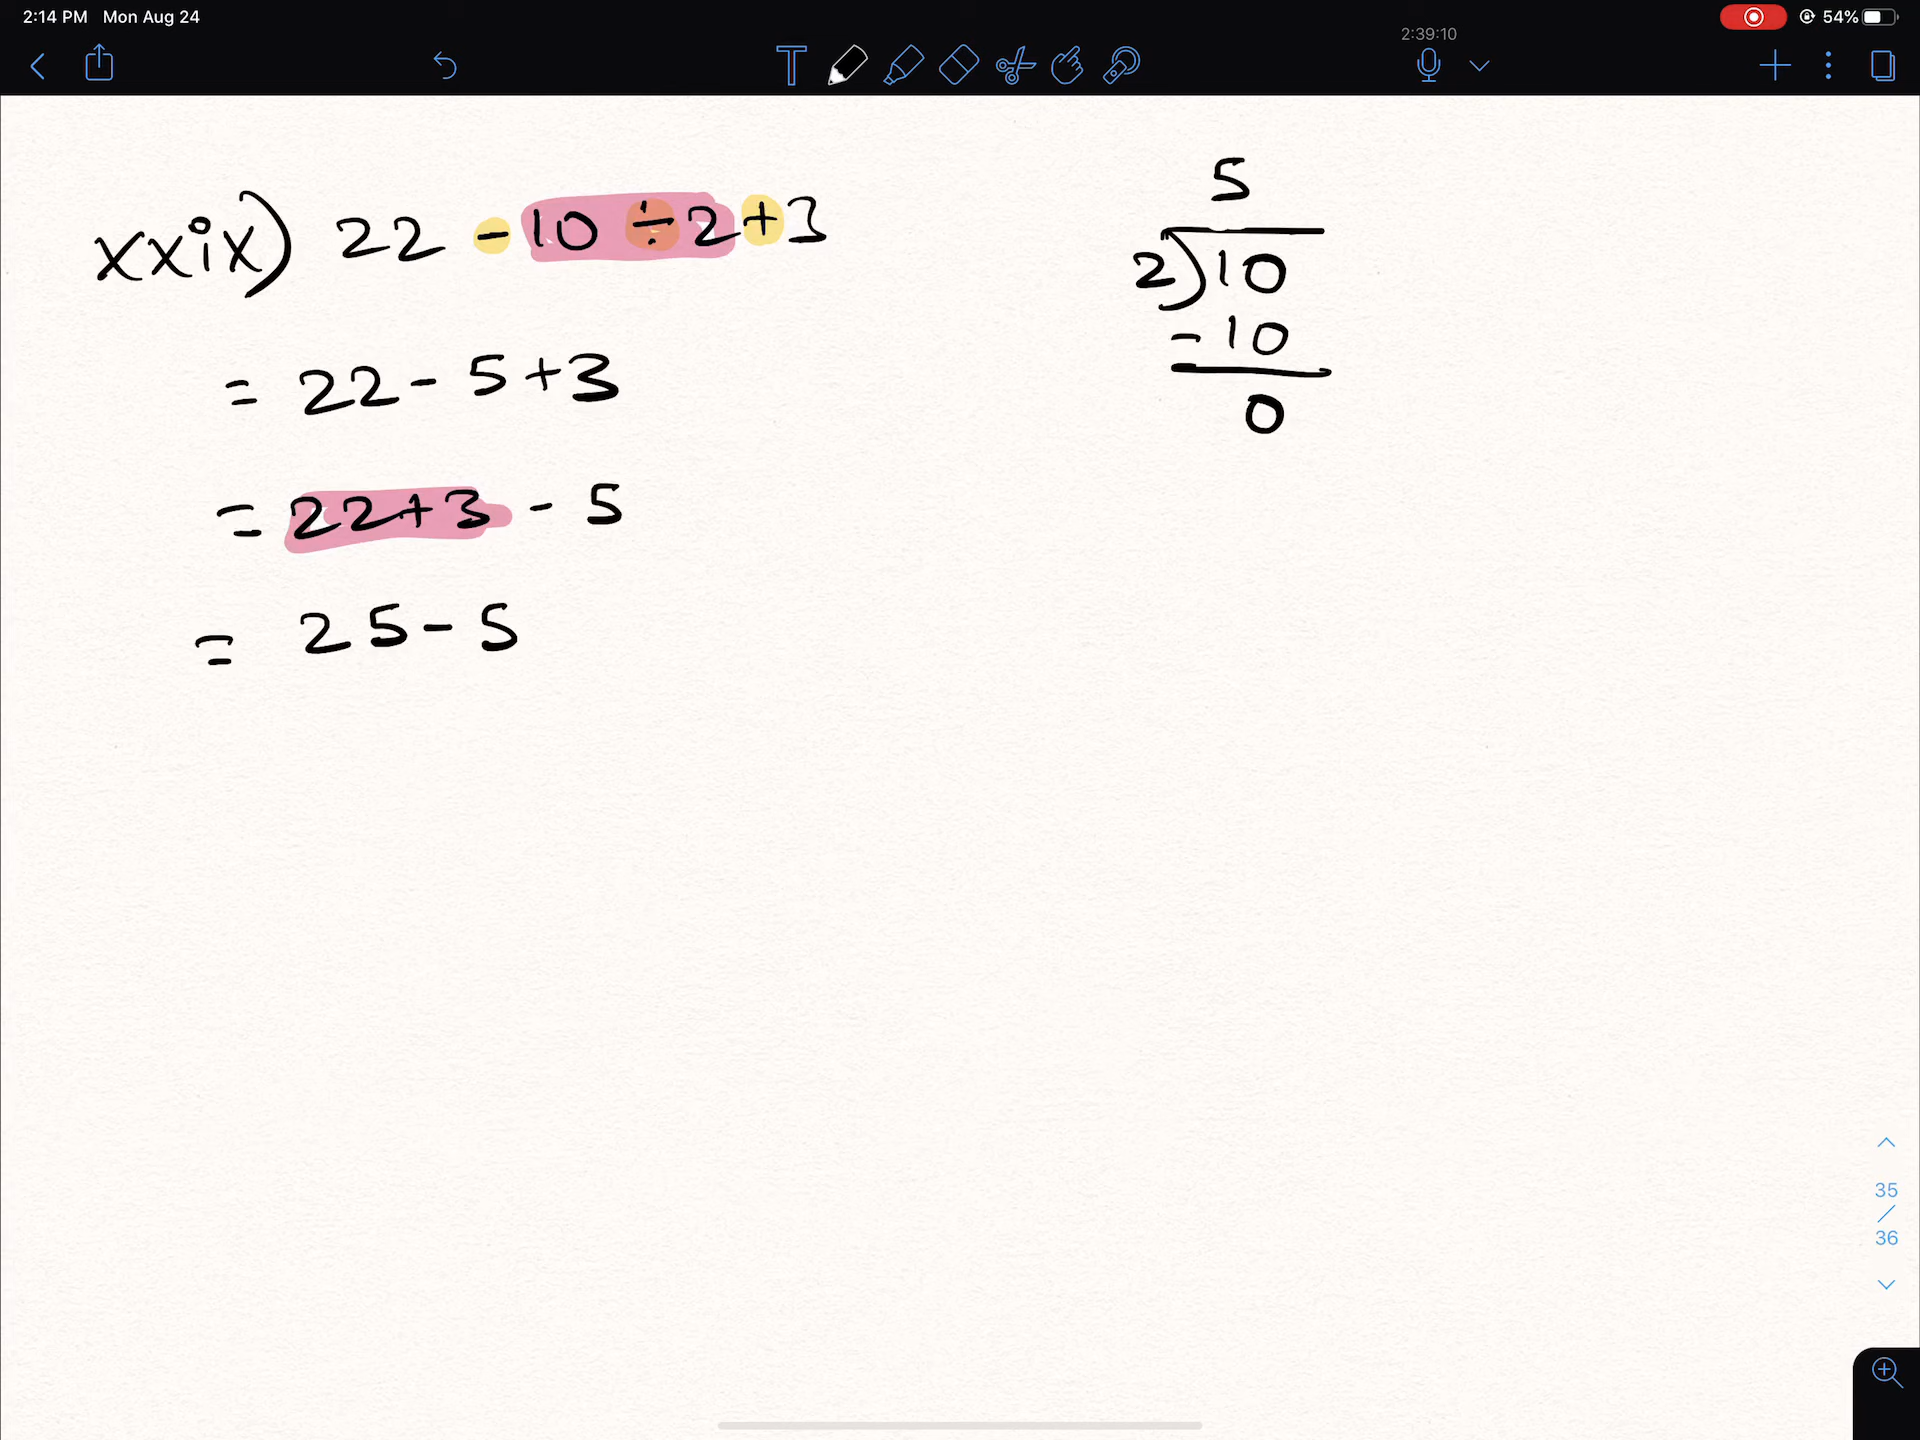 2:14 PM Mon Aug 24
54%
2:39:10
xxix) 22 - 10 ÷ 2 + 3
= 22 - 5 + 3
= 22 + 3 - 5
= 25 - 5
5
2)10
- 10
0
35
/
36